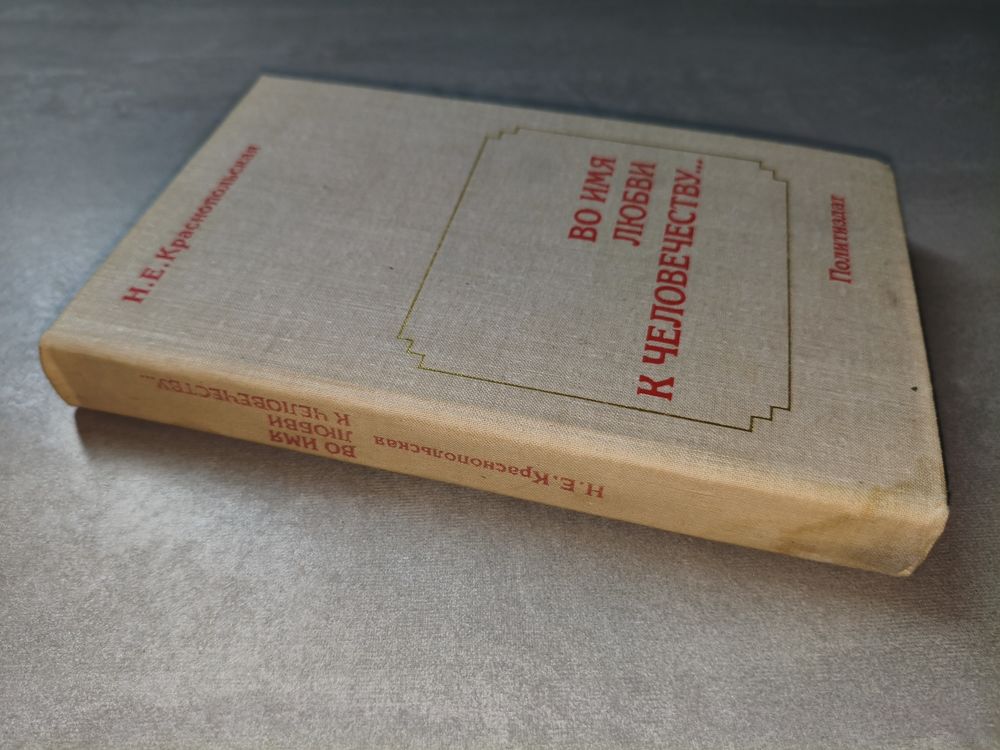 Н.Е.Краснопольская
ВО ИМЯ
ЛЮБВИ
К ЧЕЛОВЕЧЕСТВУ...
Политиздат
Н.Е.Краснопольская
ВО ИМЯ
ЛЮБВИ
К ЧЕЛОВЕЧЕСТВУ...